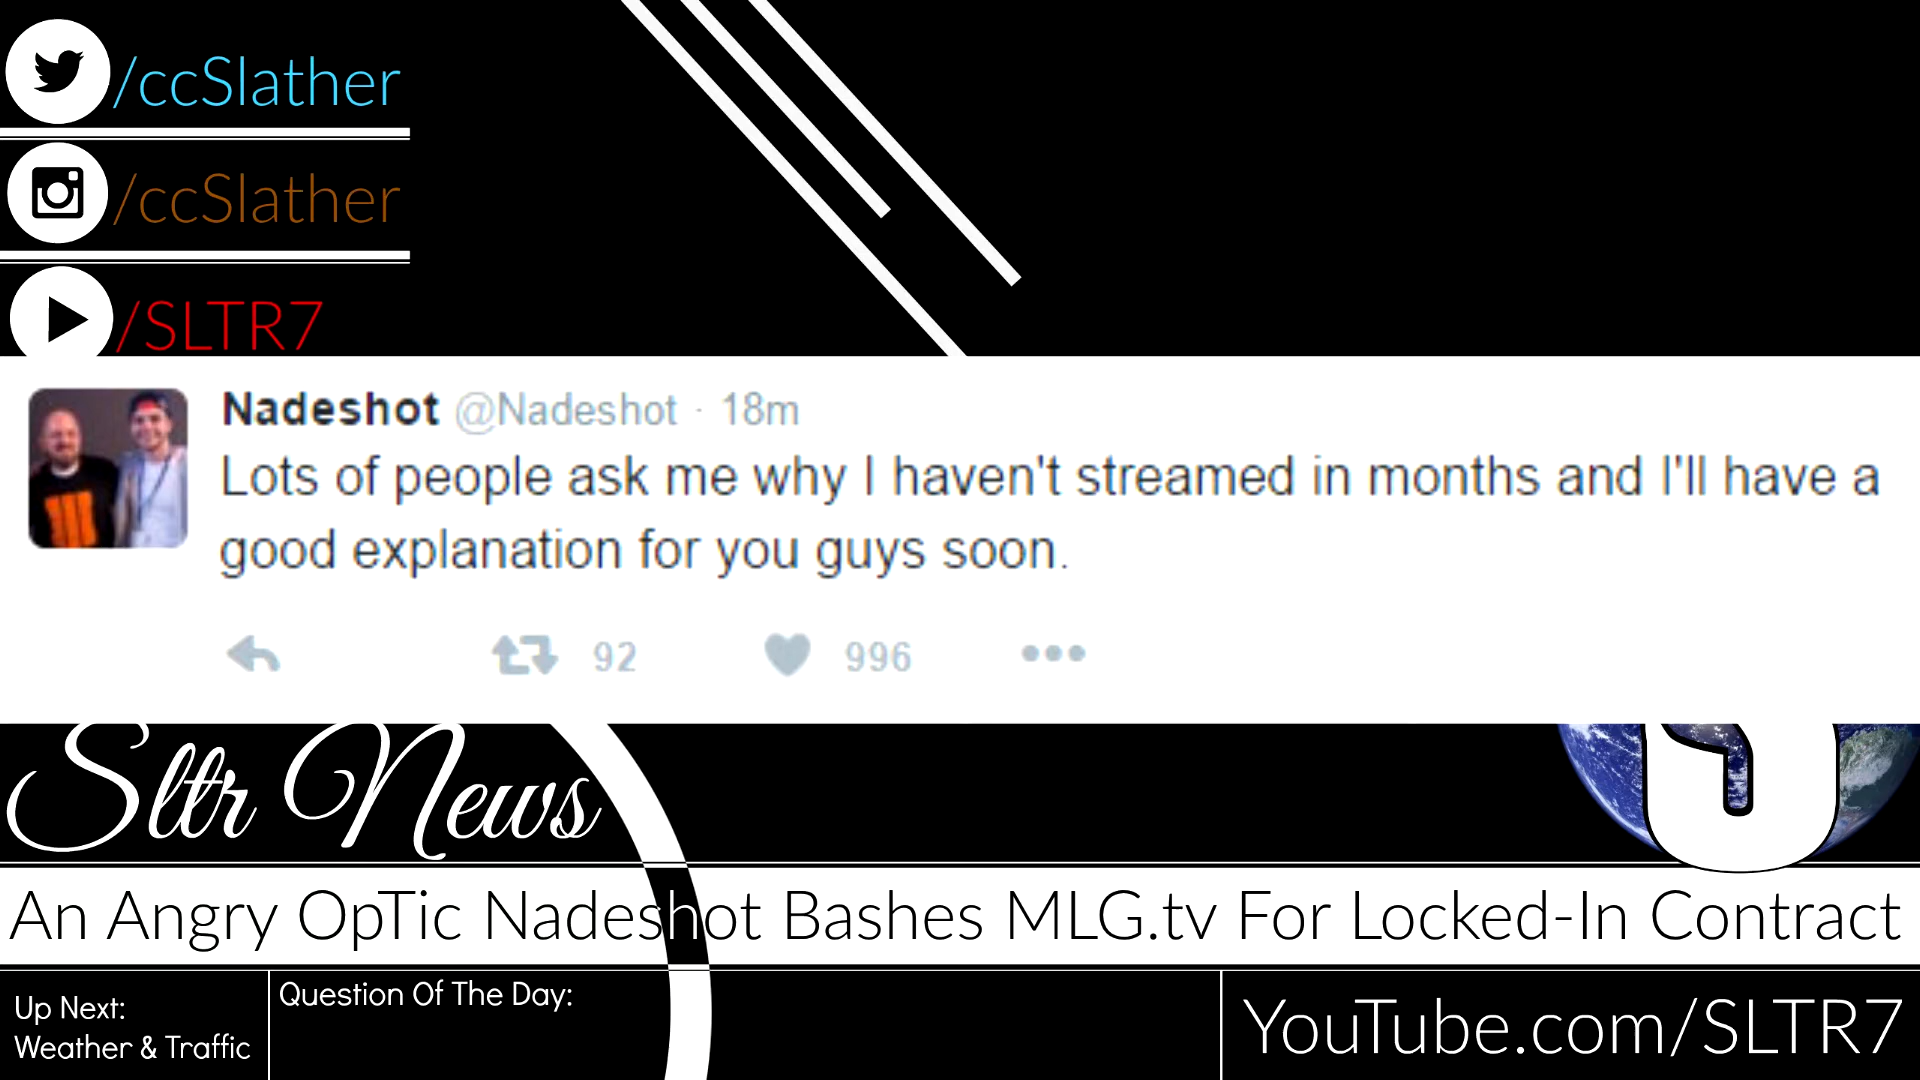 /ccSlather
/ccSlather
/SLTR7
Nadeshot @Nadeshot · 18m
Lots of people ask me why I haven't streamed in months and I'll have a
good explanation for you guys soon.
92 996
Sltr News
An Angry OpTic Nadeshot Bashes MLG.tv For Locked-In Contract
Up Next:
Weather & Traffic
Question Of The Day:
YouTube.com/SLTR7